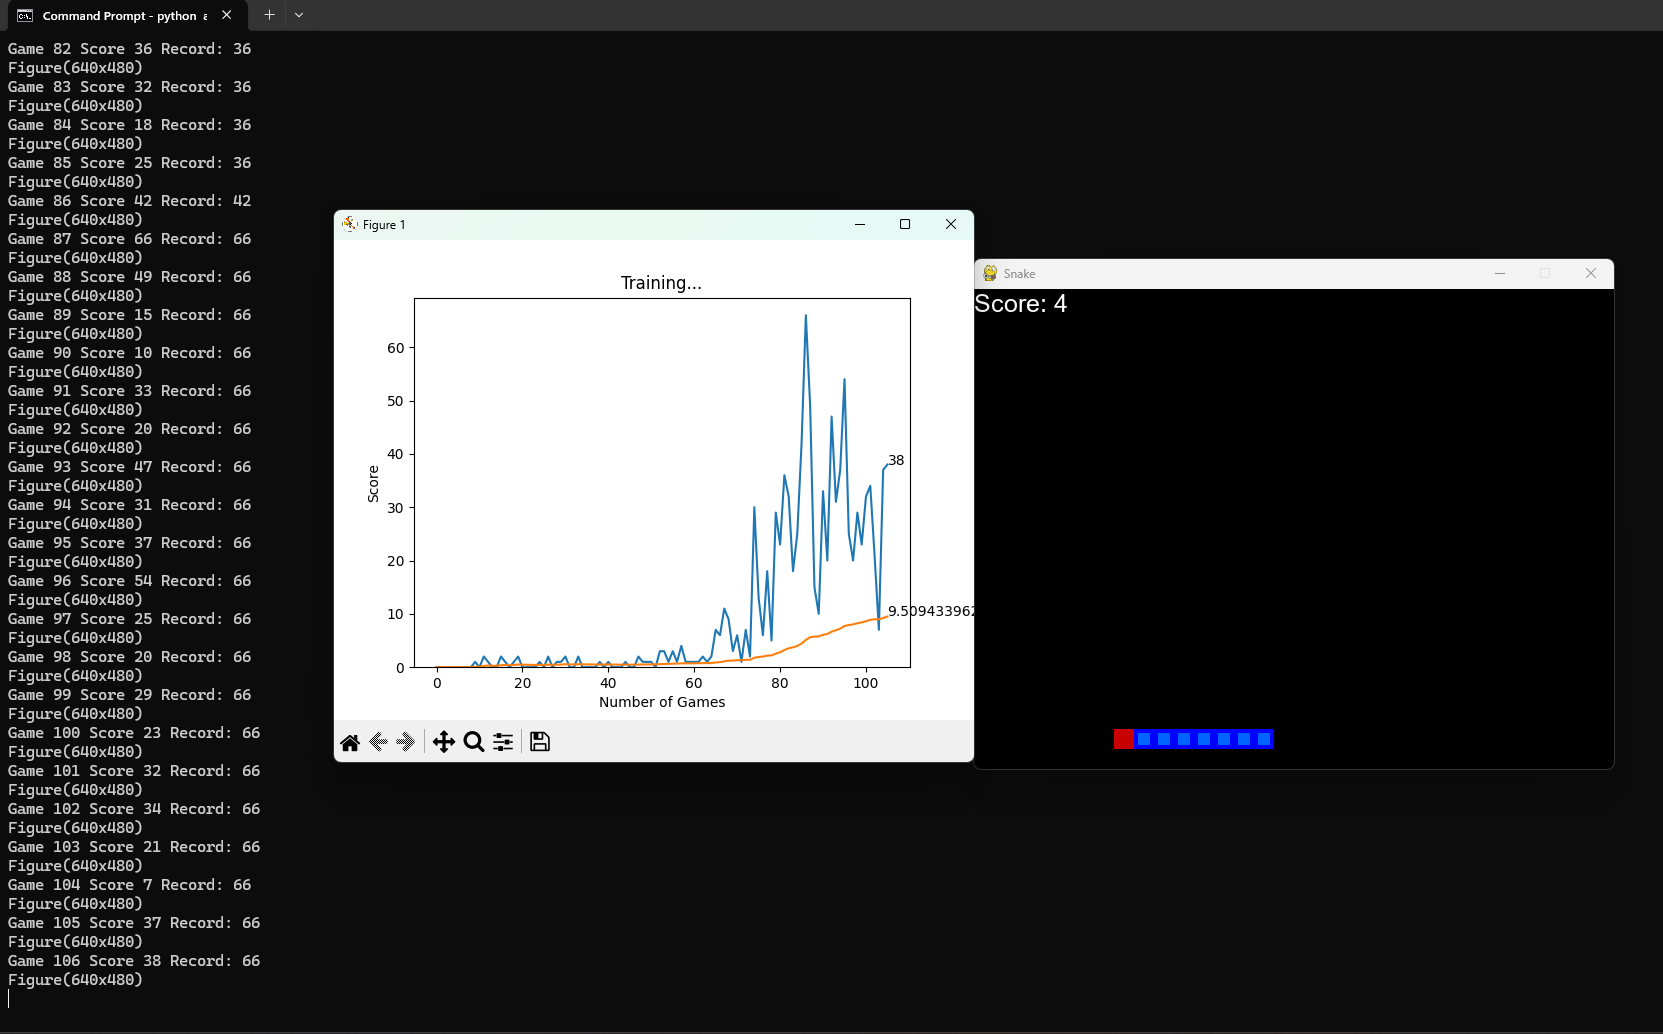 Command Prompt - python a
Game 82 Score 36 Record: 36
Figure(640x480)
Game 83 Score 32 Record: 36
Figure(640x480)
Game 84 Score 18 Record: 36
Figure(640x480)
Game 85 Score 25 Record: 36
Figure(640x480)
Game 86 Score 42 Record: 42
Figure(640x480)
Game 87 Score 66 Record: 66
Figure(640x480)
Game 88 Score 49 Record: 66
Figure(640x480)
Game 89 Score 15 Record: 66
Figure(640x480)
Game 90 Score 10 Record: 66
Figure(640x480)
Game 91 Score 33 Record: 66
Figure(640x480)
Game 92 Score 20 Record: 66
Figure(640x480)
Game 93 Score 47 Record: 66
Figure(640x480)
Game 94 Score 31 Record: 66
Figure(640x480)
Game 95 Score 37 Record: 66
Figure(640x480)
Game 96 Score 54 Record: 66
Figure(640x480)
Game 97 Score 25 Record: 66
Figure(640x480)
Game 98 Score 20 Record: 66
Figure(640x480)
Game 99 Score 29 Record: 66
Figure(640x480)
Game 100 Score 23 Record: 66
Figure(640x480)
Game 101 Score 32 Record: 66
Figure(640x480)
Game 102 Score 34 Record: 66
Figure(640x480)
Game 103 Score 21 Record: 66
Figure(640x480)
Game 104 Score 7 Record: 66
Figure(640x480)
Game 105 Score 37 Record: 66
Figure(640x480)
Game 106 Score 38 Record: 66
Figure(640x480)
Figure 1
Training...
Score
60
50
40
30
20
10
0
38
9.509433962
0 20 40 60 80 100
Number of Games
Snake
Score: 4